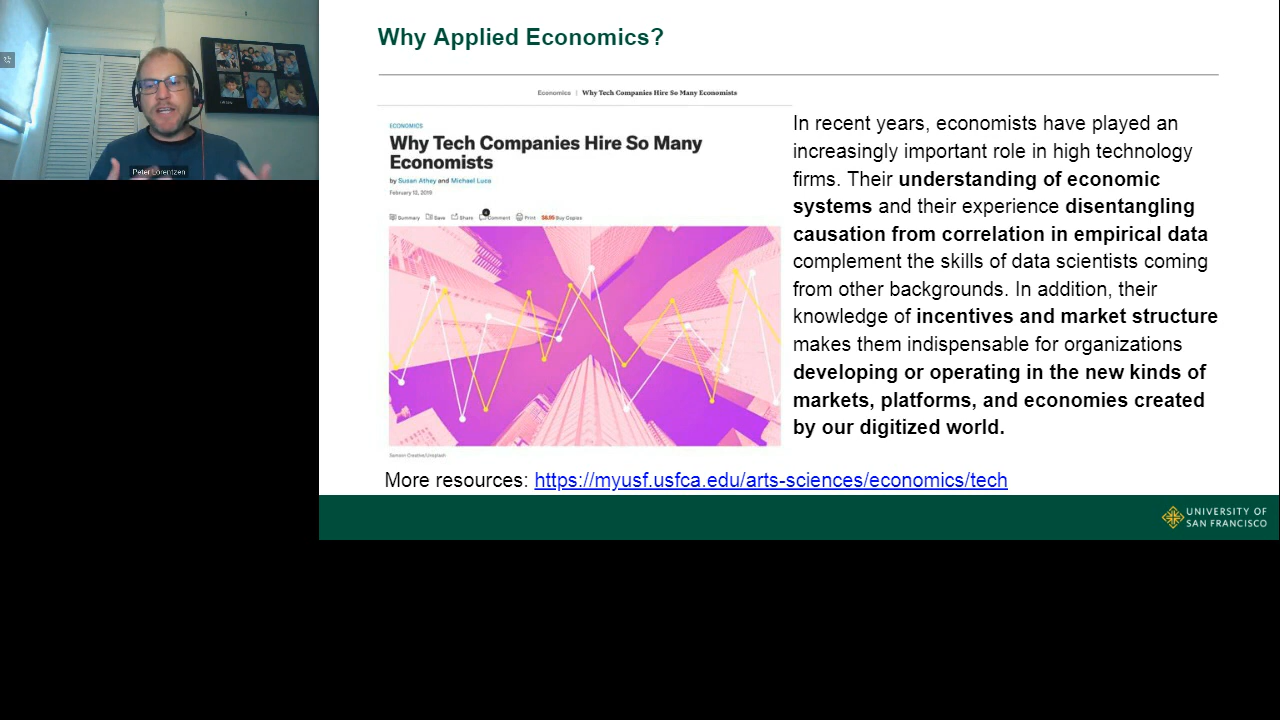 Why Applied Economics?
Economics | Why Tech Companies Hire So Many Economists
ECONOMICS
Why Tech Companies Hire So Many
Economists
by Susan Athey and Michael Luca
February 12, 2019
Summary Save Share Comment Print $8.95 Buy Copies
Samson Creative/Unsplash
In recent years, economists have played an
increasingly important role in high technology
firms. Their understanding of economic
systems and their experience disentangling
causation from correlation in empirical data
complement the skills of data scientists coming
from other backgrounds. In addition, their
knowledge of incentives and market structure
makes them indispensable for organizations
developing or operating in the new kinds of
markets, platforms, and economies created
by our digitized world.
More resources: https://myusf.usfca.edu/arts-sciences/economics/tech
UNIVERSITY OF
SAN FRANCISCO
Peter Lorentzen